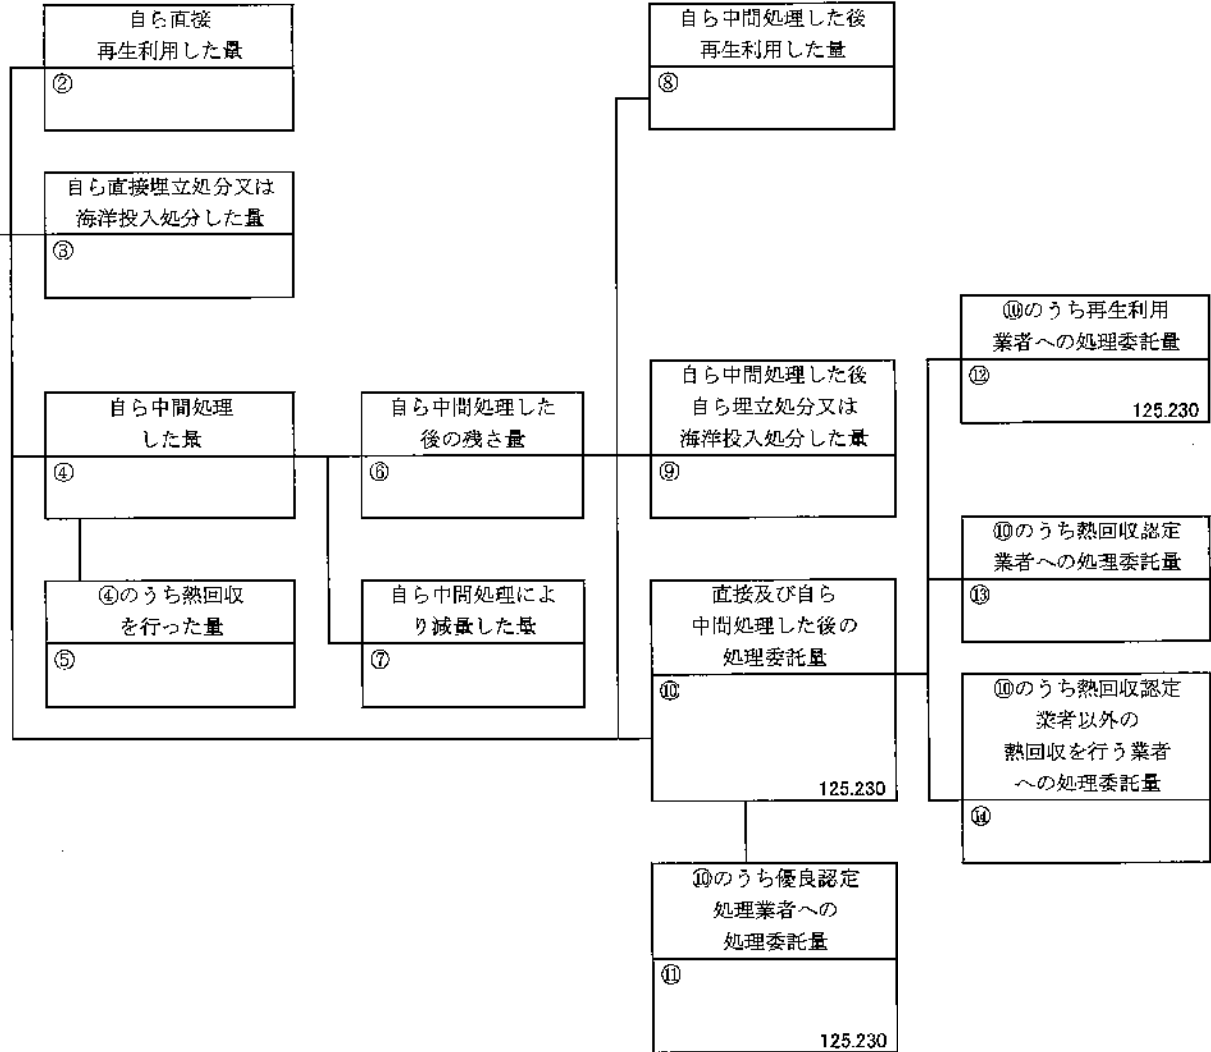 自ら直接
再生利用した量
②
自ら直接埋立処分又は
海洋投入処分した量
③
自ら中間処理
した量
④
④のうち熱回収
を行った量
⑤
自ら中間処理した
後の残さ量
⑥
自ら中間処理によ
り減量した量
⑦
自ら中間処理した後
再生利用した量
⑧
自ら中間処理した後
自ら埋立処分又は
海洋投入処分した量
⑨
直接及び自ら
中間処理した後の
処理委託量
⑩
125.230
⑩のうち優良認定
処理業者への
処理委託量
⑪
125.230
⑩のうち再生利用
業者への処理委託量
⑫
125.230
⑩のうち熱回収認定
業者への処理委託量
⑬
⑩のうち熱回収認定
業者以外の
熱回収を行う業者
への処理委託量
⑭